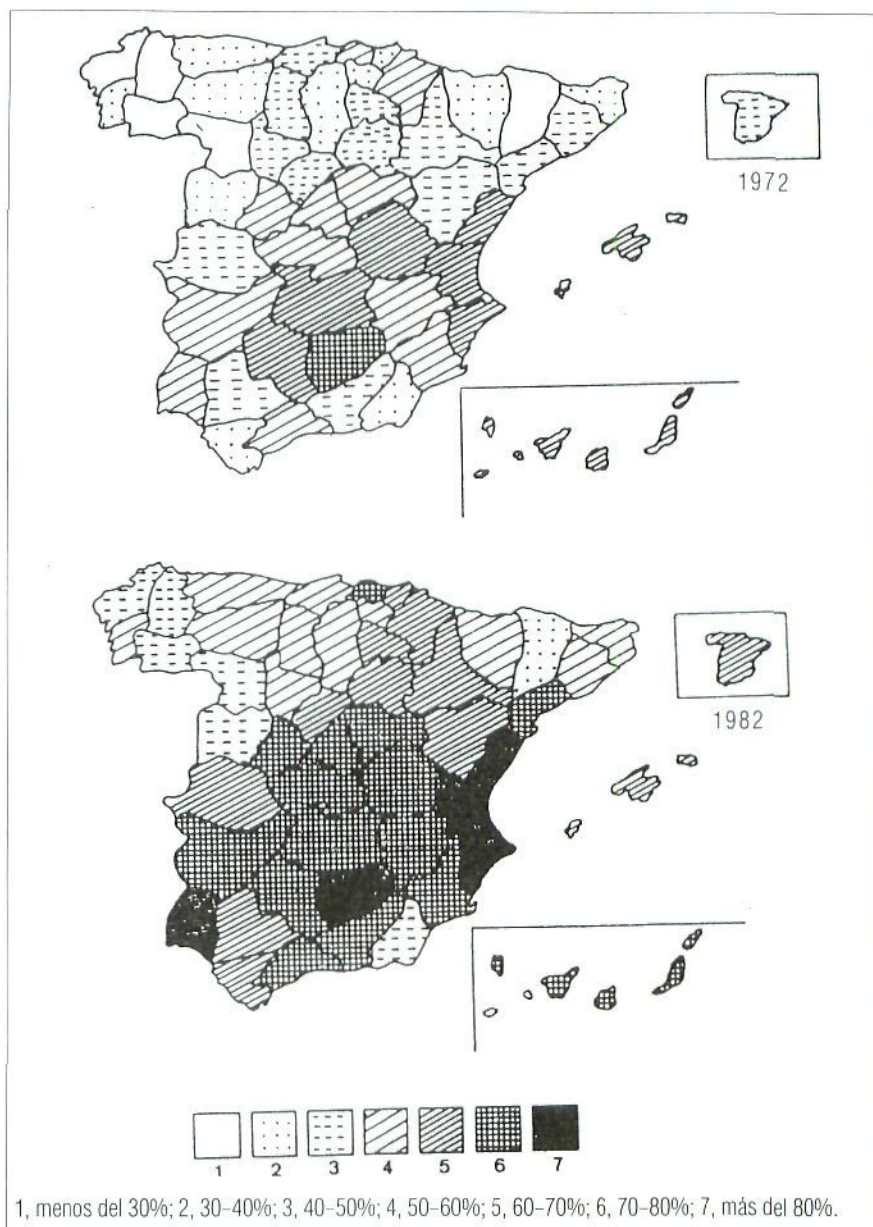 1972
1982
1 2 3 4 5 6 7
1, menos del 30%; 2, 30-40%; 3, 40-50%; 4, 50-60%; 5, 60-70%; 6, 70-80%; 7, más del 80%.